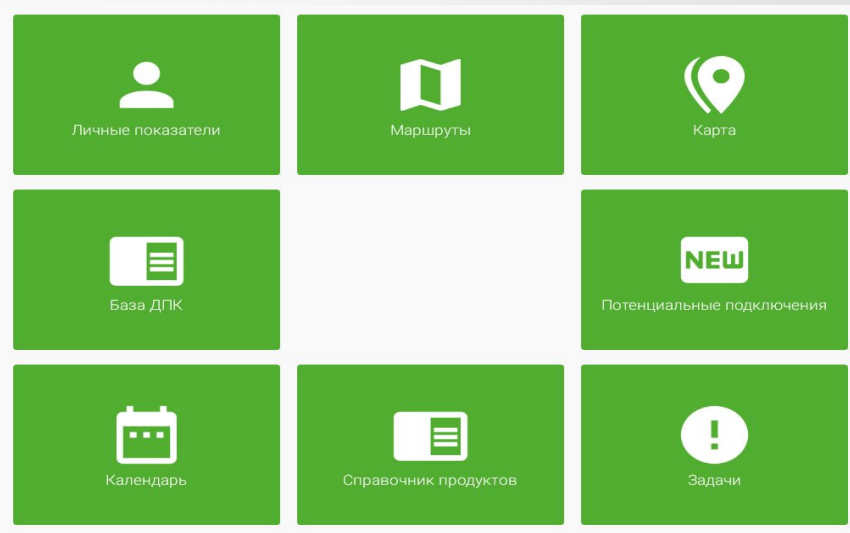 Личные показатели
Маршруты
Карта
База ДПК
NEW
Потенциальные подключения
Календарь
Справочник продуктов
Задачи